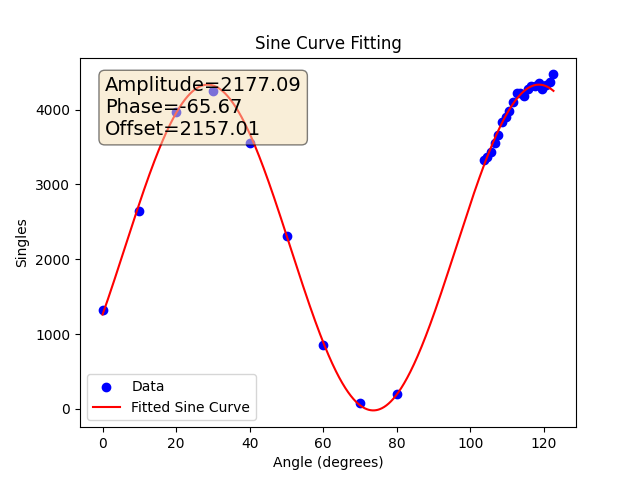 Sine Curve Fitting
Amplitude=2177.09
Phase=-65.67
Offset=2157.01
4000
3000
2000
1000
0
Singles
Data
Fitted Sine Curve
0 20 40 60 80 100 120
Angle (degrees)